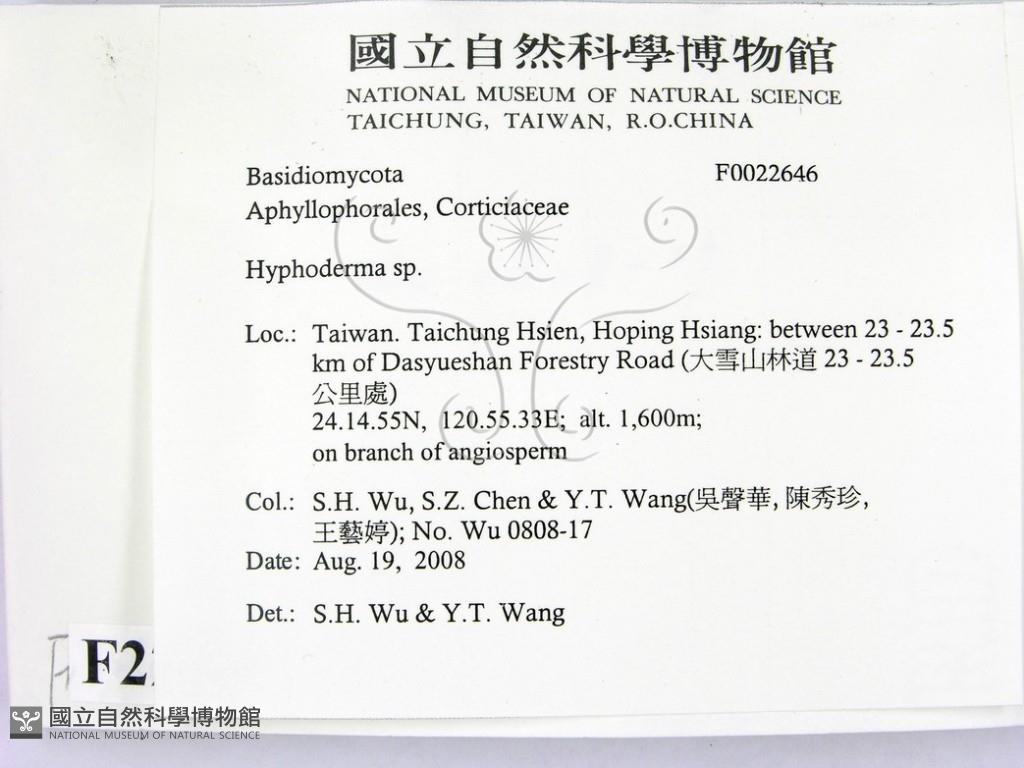 國立自然科學博物館
NATIONAL MUSEUM OF NATURAL SCIENCE
TAICHUNG, TAIWAN, R.O.CHINA
Basidiomycota F0022646
Aphyllophorales, Corticiaceae
Hyphoderma sp.
Loc.: Taiwan. Taichung Hsien, Hoping Hsiang: between 23 - 23.5
km of Dasyueshan Forestry Road (大雪山林道 23 - 23.5
公里處)
24.14.55N, 120.55.33E; alt. 1,600m;
on branch of angiosperm
Col.: S.H. Wu, S.Z. Chen & Y.T. Wang(吳聲華, 陳秀珍,
王藝婷); No. Wu 0808-17
Date: Aug. 19, 2008
Det.: S.H. Wu & Y.T. Wang
F2
國立自然科學博物館
NATIONAL MUSEUM OF NATURAL SCIENCE